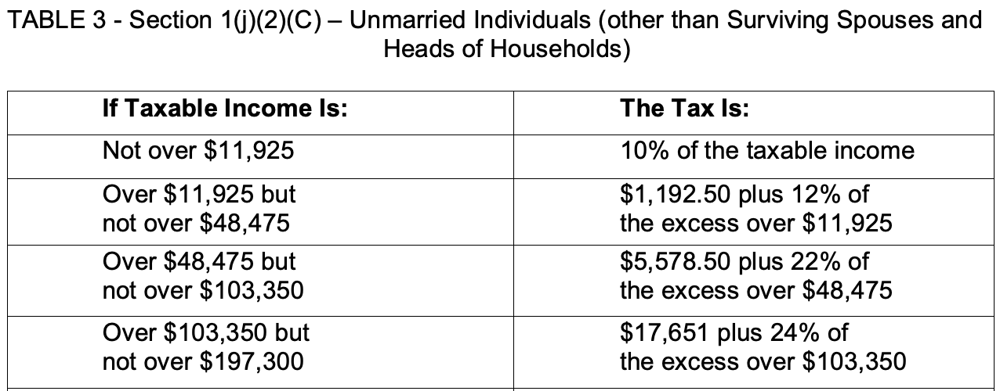 TABLE 3 - Section 1(j)(2)(C) – Unmarried Individuals (other than Surviving Spouses and
Heads of Households)
If Taxable Income Is:
The Tax Is:
Not over $11,925
10% of the taxable income
Over $11,925 but
not over $48,475
$1,192.50 plus 12% of
the excess over $11,925
Over $48,475 but
not over $103,350
$5,578.50 plus 22% of
the excess over $48,475
Over $103,350 but
not over $197,300
$17,651 plus 24% of
the excess over $103,350